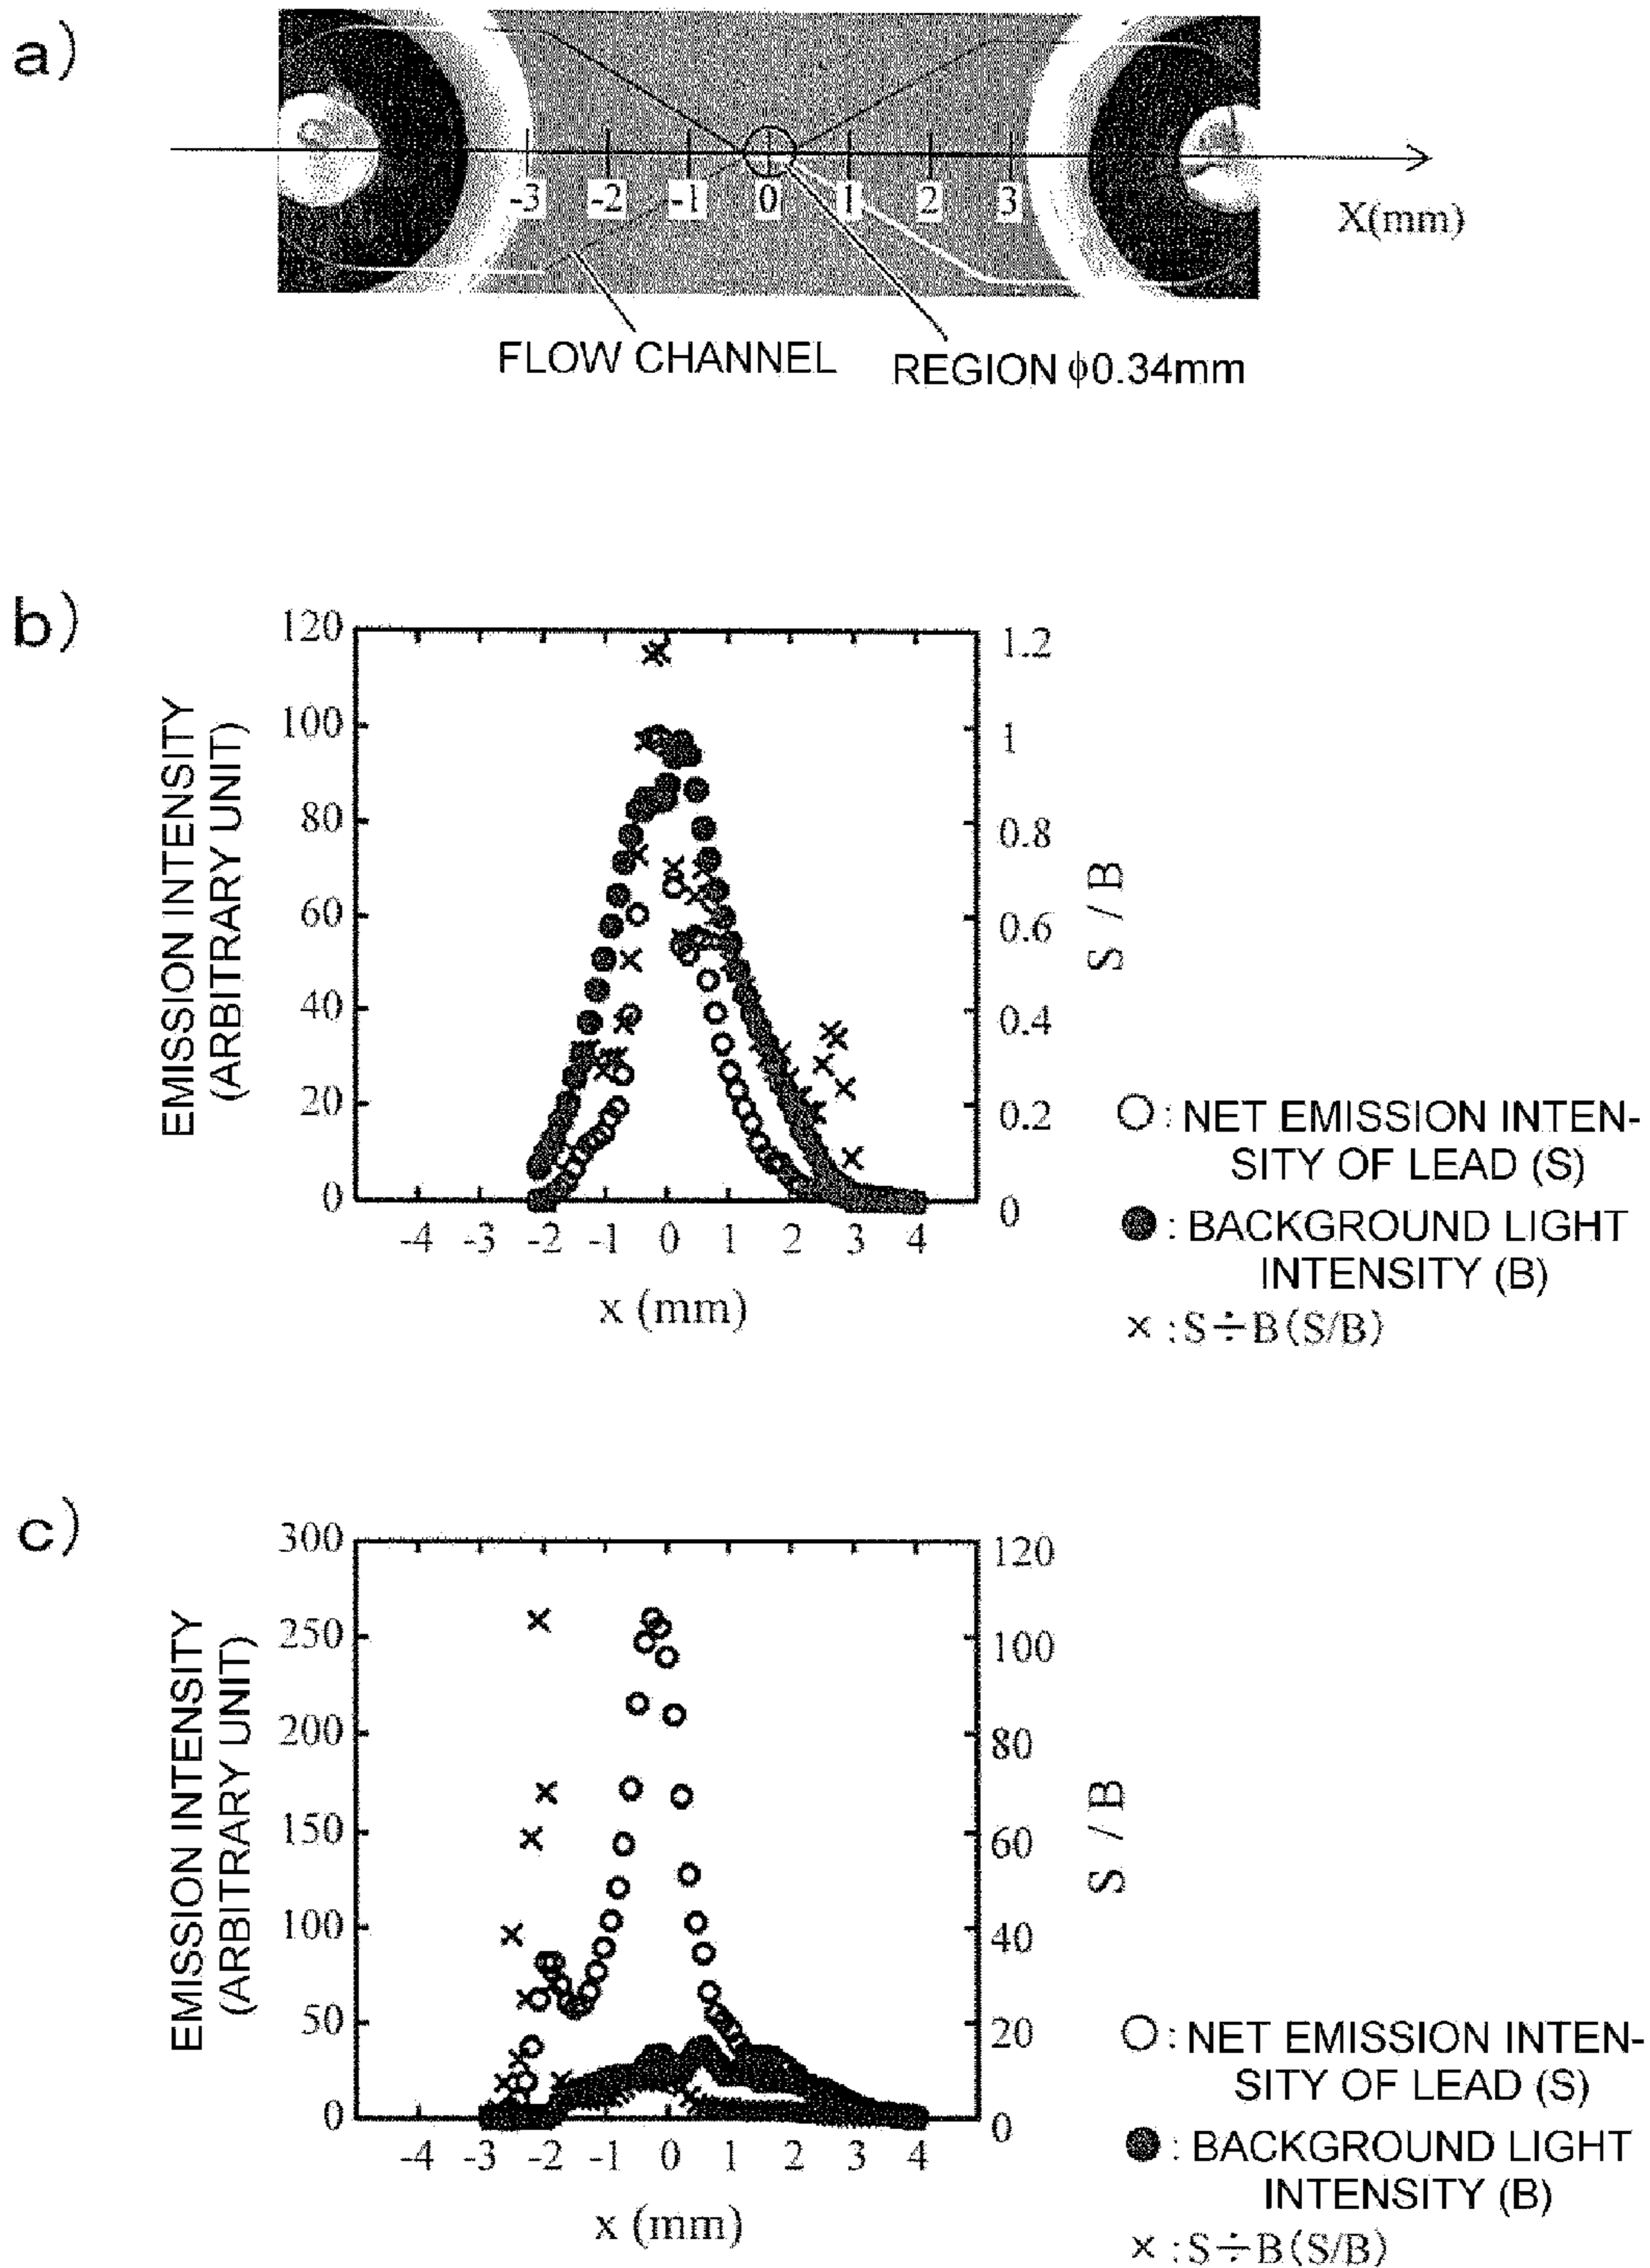 a)
-3 -2 -1 0 1 2 3
X(mm)
FLOW CHANNEL
REGION ϕ0.34mm
b)
EMISSION INTENSITY
(ARBITRARY UNIT)
120
100
80
60
40
20
0
1.2
1
0.8
0.6
0.4
0.2
0
S / B
-4 -3 -2 -1 0 1 2 3 4
x (mm)
○: NET EMISSION INTEN-
SITY OF LEAD (S)
●: BACKGROUND LIGHT
INTENSITY (B)
× : S÷B(S/B)
c)
EMISSION INTENSITY
(ARBITRARY UNIT)
300
250
200
150
100
50
0
120
100
80
60
40
20
0
S / B
-4 -3 -2 -1 0 1 2 3 4
x (mm)
○: NET EMISSION INTEN-
SITY OF LEAD (S)
●: BACKGROUND LIGHT
INTENSITY (B)
× : S÷B(S/B)